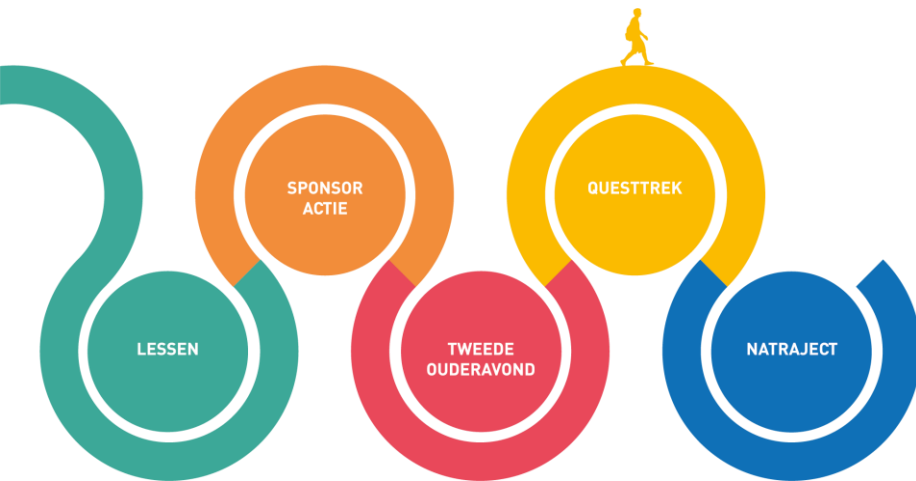 LESSEN
SPONSOR
ACTIE
TWEEDE
OUDERAVOND
QUESTTREK
NATRAJECT